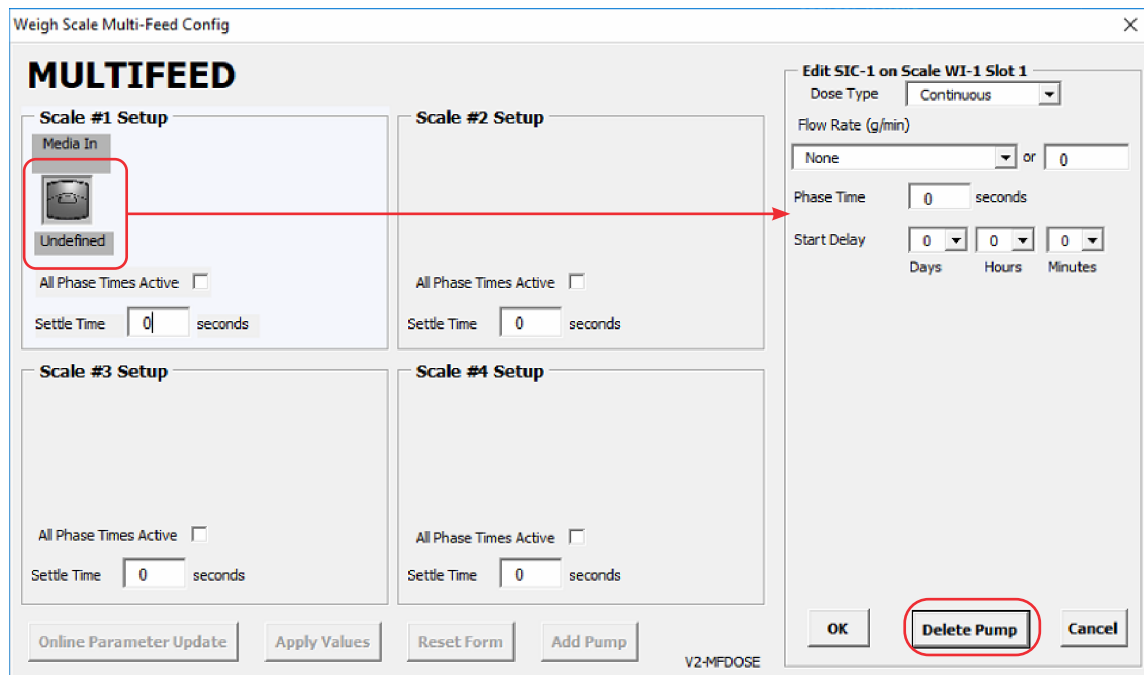 Weigh Scale Multi-Feed Config
MULTIFEED
Scale #1 Setup
Media In
Undefined
All Phase Times Active
Settle Time 0 seconds
Scale #2 Setup
All Phase Times Active
Settle Time 0 seconds
Scale #3 Setup
All Phase Times Active
Settle Time 0 seconds
Scale #4 Setup
All Phase Times Active
Settle Time 0 seconds
Online Parameter Update Apply Values Reset Form Add Pump
V2-MFDOSE
Edit SIC-1 on Scale WI-1 Slot 1
Dose Type Continuous
Flow Rate (g/min)
None or 0
Phase Time 0 seconds
Start Delay 0 0 0
Days Hours Minutes
OK Delete Pump Cancel